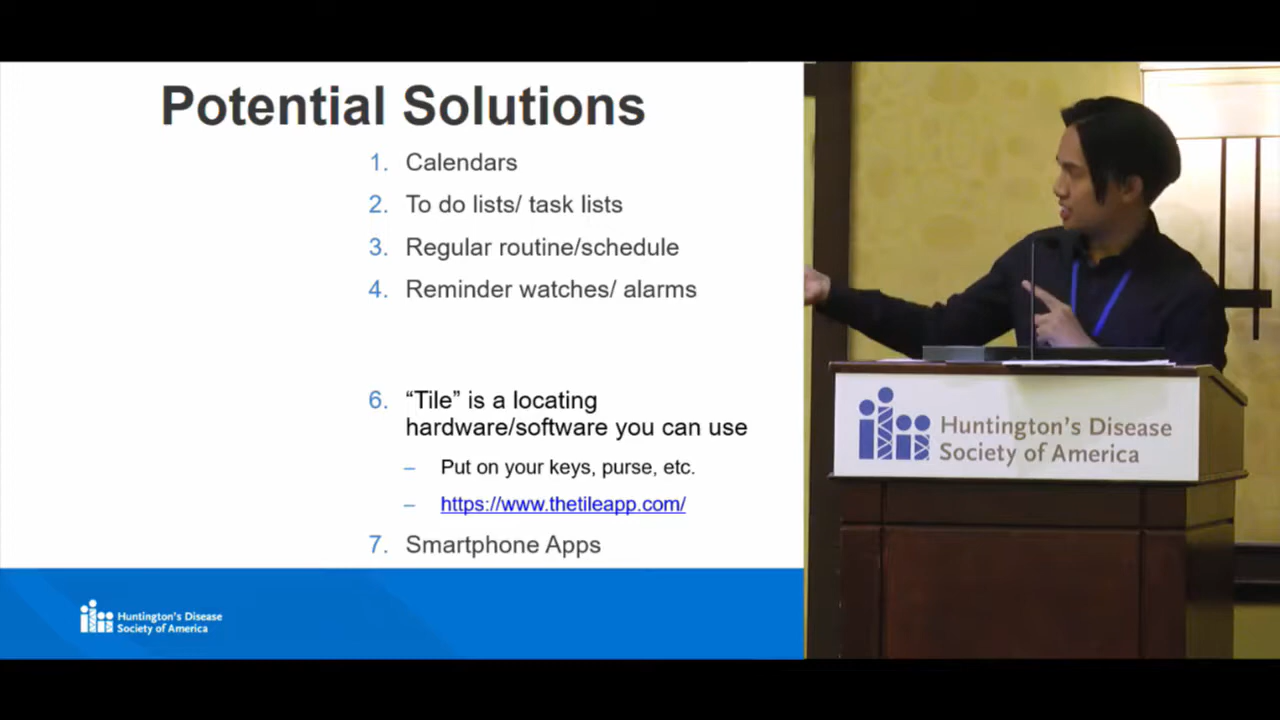 Potential Solutions
1. Calendars
2. To do lists/ task lists
3. Regular routine/schedule
4. Reminder watches/ alarms
6. “Tile” is a locating
hardware/software you can use
– Put on your keys, purse, etc.
– https://www.thetileapp.com/
7. Smartphone Apps
Huntington's Disease
Society of America
Huntington's Disease
Society of America